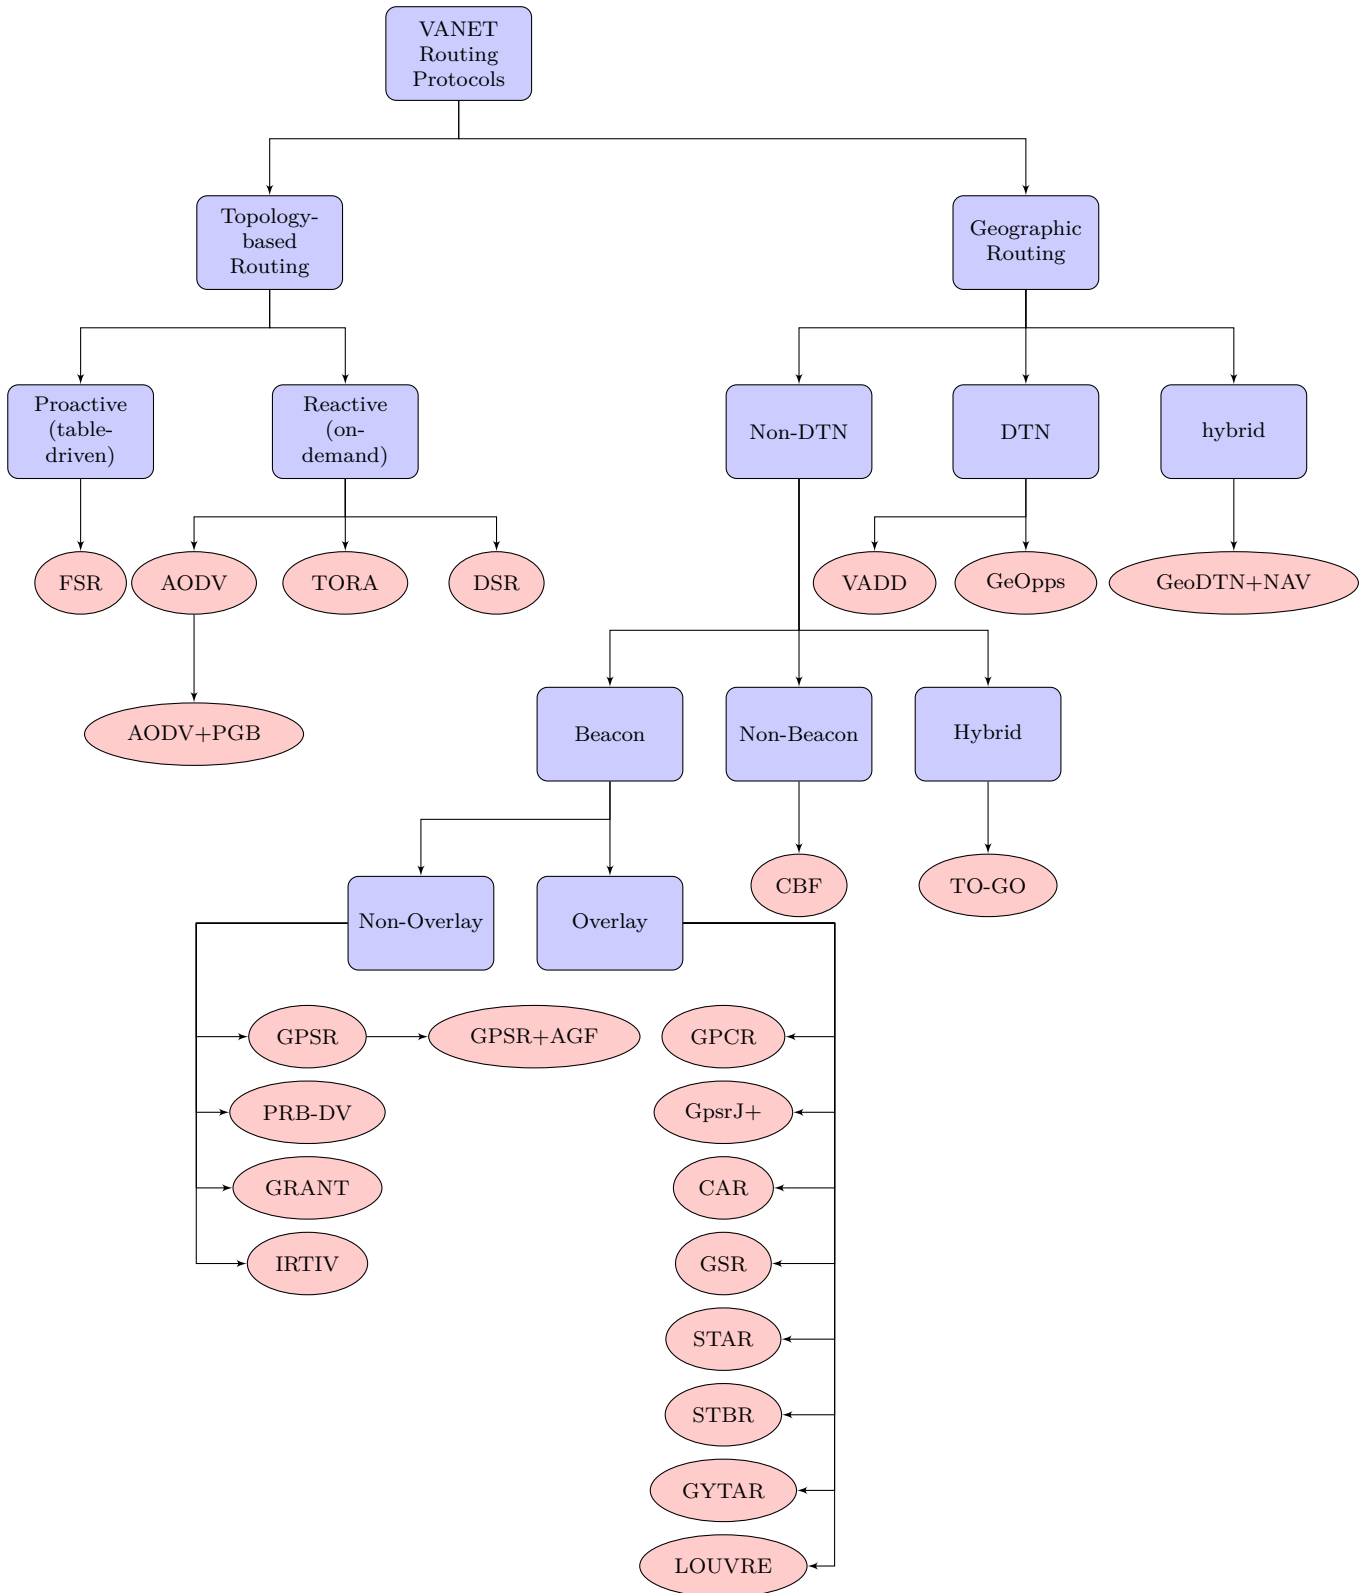 VANET
Routing
Protocols
Topology-
based
Routing
Geographic
Routing
Proactive
(table-
driven)
Reactive
(on-
demand)
Non-DTN
DTN
hybrid
FSR
AODV
TORA
DSR
VADD
GeOpps
GeoDTN+NAV
AODV+PGB
Beacon
Non-Beacon
Hybrid
CBF
TO-GO
Non-Overlay
Overlay
GPSR
GPSR+AGF
GPCR
PRB-DV
GpsrJ+
GRANT
CAR
IRTIV
GSR
STAR
STBR
GYTAR
LOUVRE